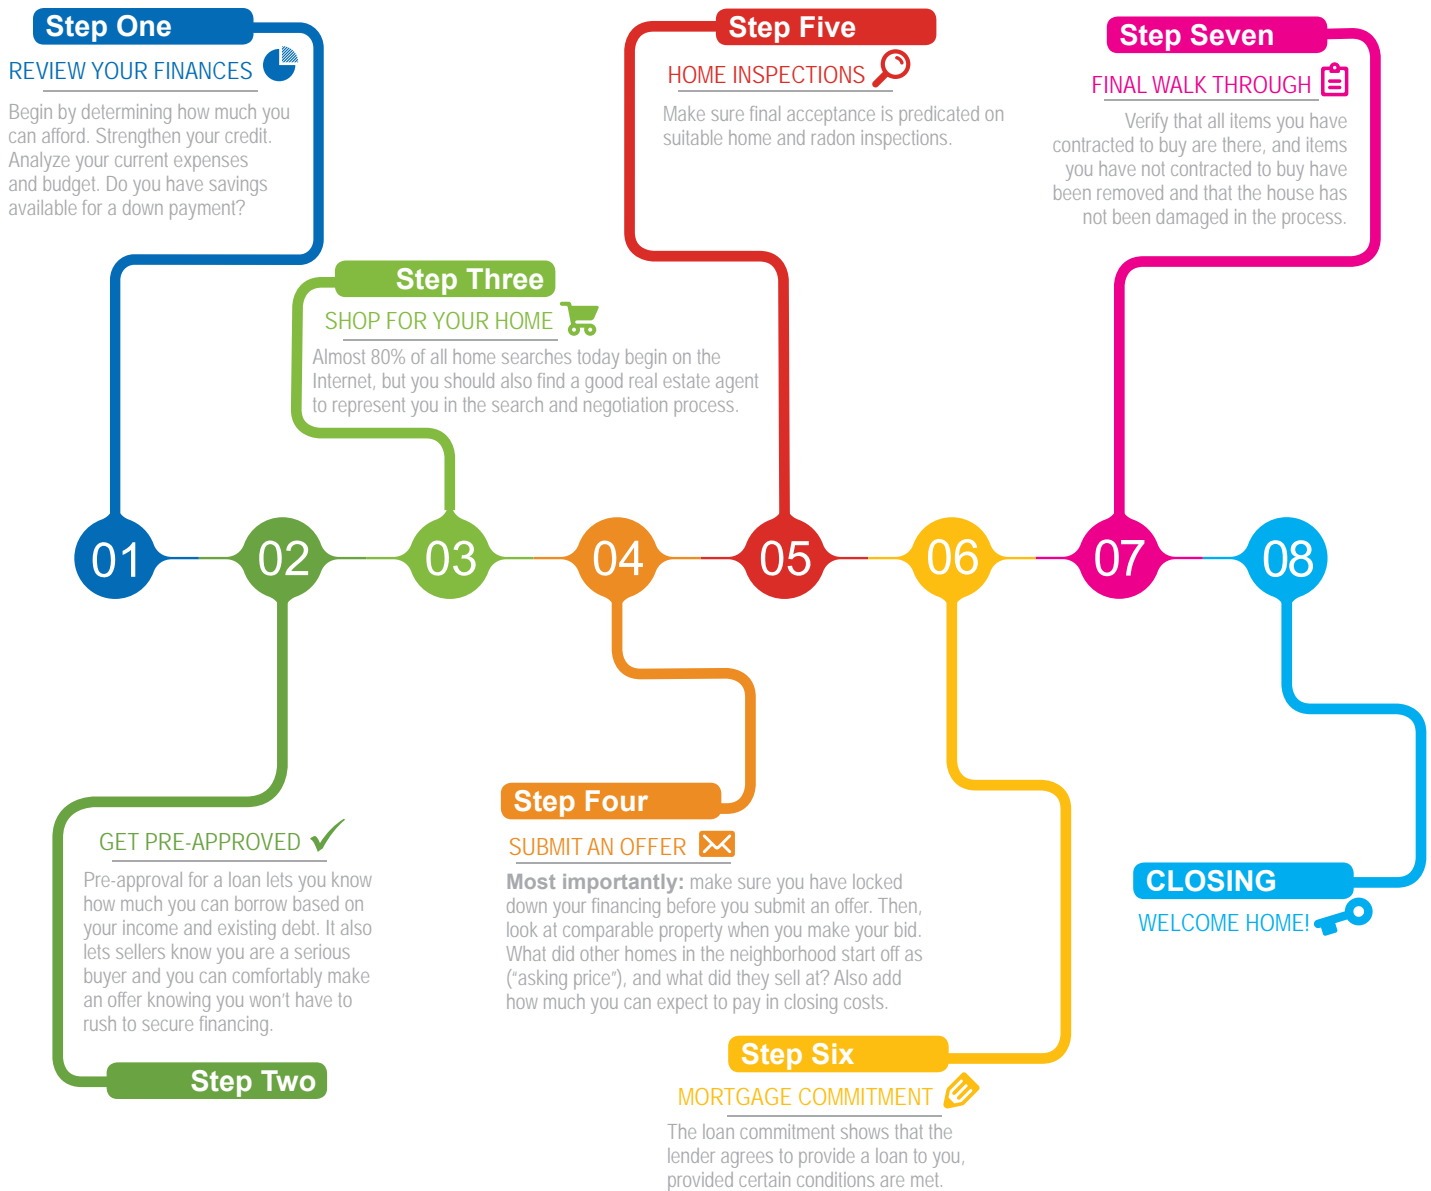 Step One
REVIEW YOUR FINANCES
Begin by determining how much you
can afford. Strengthen your credit.
Analyze your current expenses
and budget. Do you have savings
available for a down payment?
Step Three
SHOP FOR YOUR HOME
Almost 80% of all home searches today begin on the
Internet, but you should also find a good real estate agent
to represent you in the search and negotiation process.
Step Five
HOME INSPECTIONS
Make sure final acceptance is predicated on
suitable home and radon inspections.
Step Seven
FINAL WALK THROUGH
Verify that all items you have
contracted to buy are there, and items
you have not contracted to buy have
been removed and that the house has
not been damaged in the process.
01
02
03
04
05
06
07
08
GET PRE-APPROVED
Pre-approval for a loan lets you know
how much you can borrow based on
your income and existing debt. It also
lets sellers know you are a serious
buyer and you can comfortably make
an offer knowing you won't have to
rush to secure financing.
Step Two
Step Four
SUBMIT AN OFFER
Most importantly: make sure you have locked
down your financing before you submit an offer. Then,
look at comparable property when you make your bid.
What did other homes in the neighborhood start off as
("asking price"), and what did they sell at? Also add
how much you can expect to pay in closing costs.
Step Six
MORTGAGE COMMITMENT
The loan commitment shows that the
lender agrees to provide a loan to you,
provided certain conditions are met.
CLOSING
WELCOME HOME!